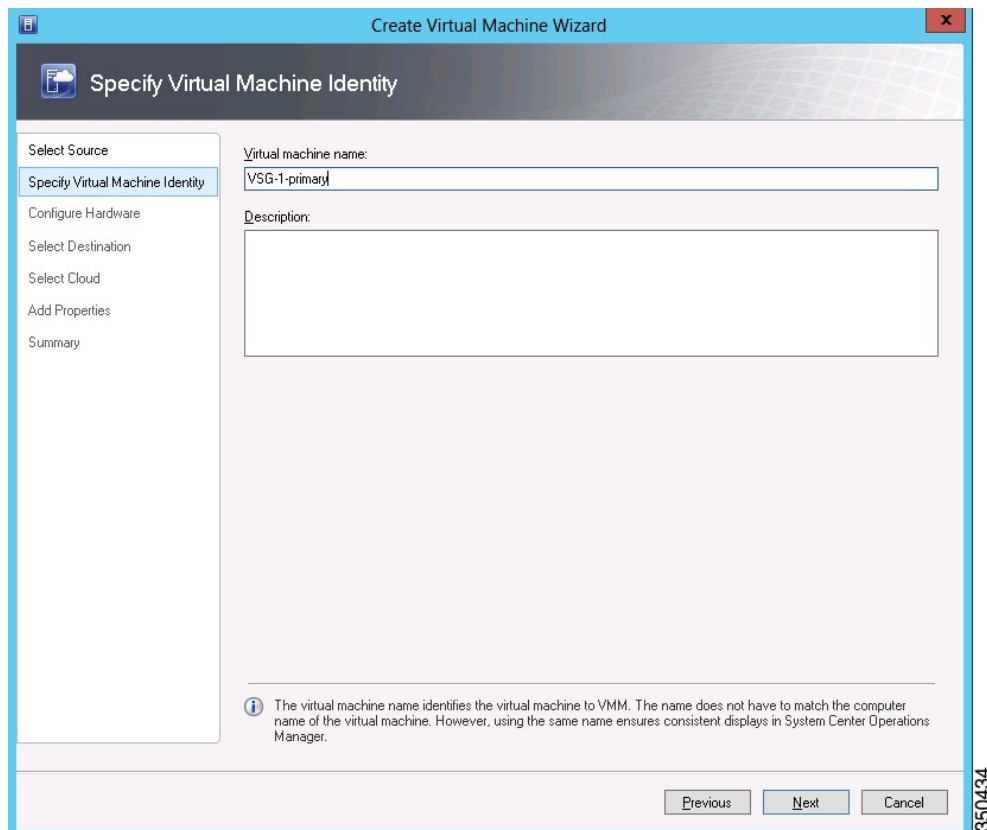 Create Virtual Machine Wizard
x
Specify Virtual Machine Identity
Select Source
Specify Virtual Machine Identity
Configure Hardware
Select Destination
Select Cloud
Add Properties
Summary
Virtual machine name:
VSG-1-primary
Description:
The virtual machine name identifies the virtual machine to VMM. The name does not have to match the computer
name of the virtual machine. However, using the same name ensures consistent displays in System Center Operations
Manager.
Previous
Next
Cancel
350434